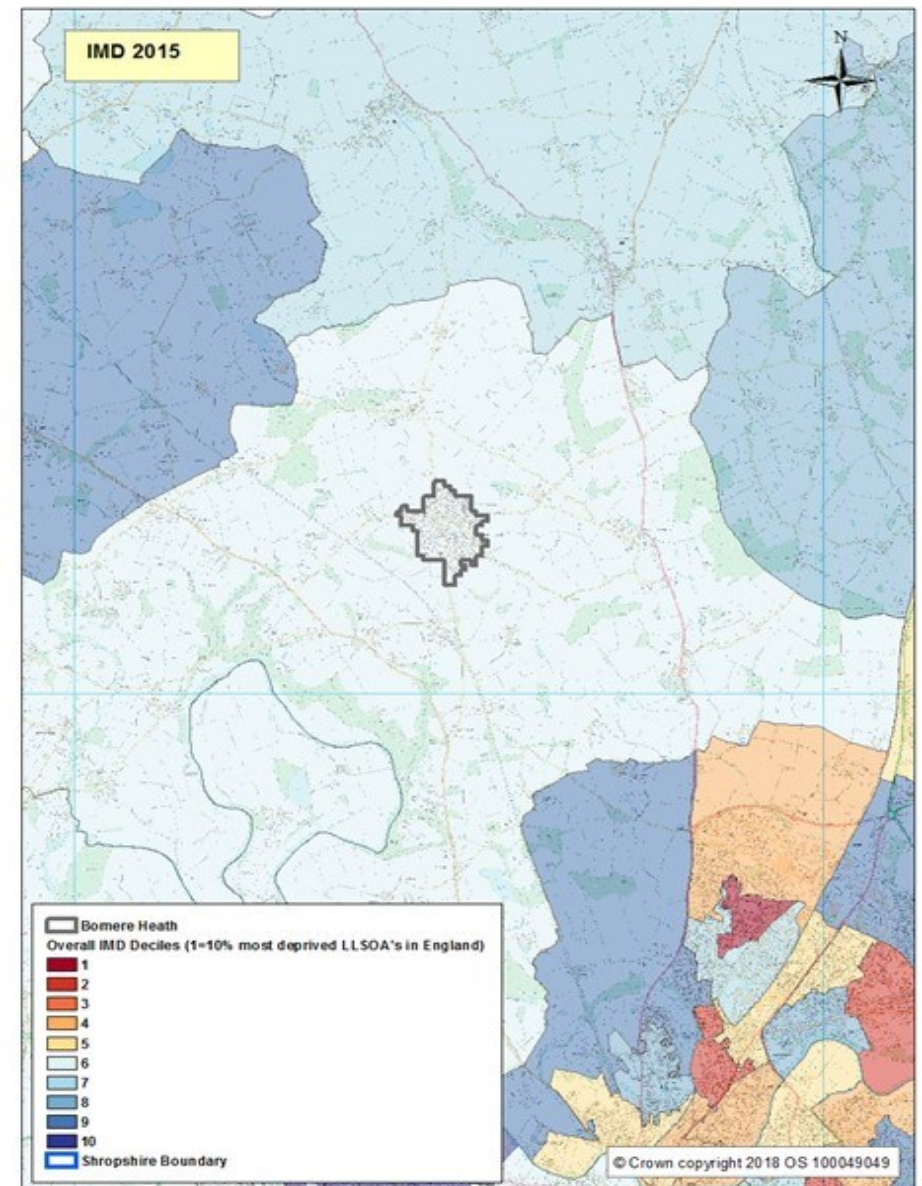 IMD 2015
N
Bomere Heath
Overall IMD Deciles (1=10% most deprived LLSOA's in England)
1
2
3
4
5
6
7
8
9
10
Shropshire Boundary
© Crown copyright 2018 OS 100049049